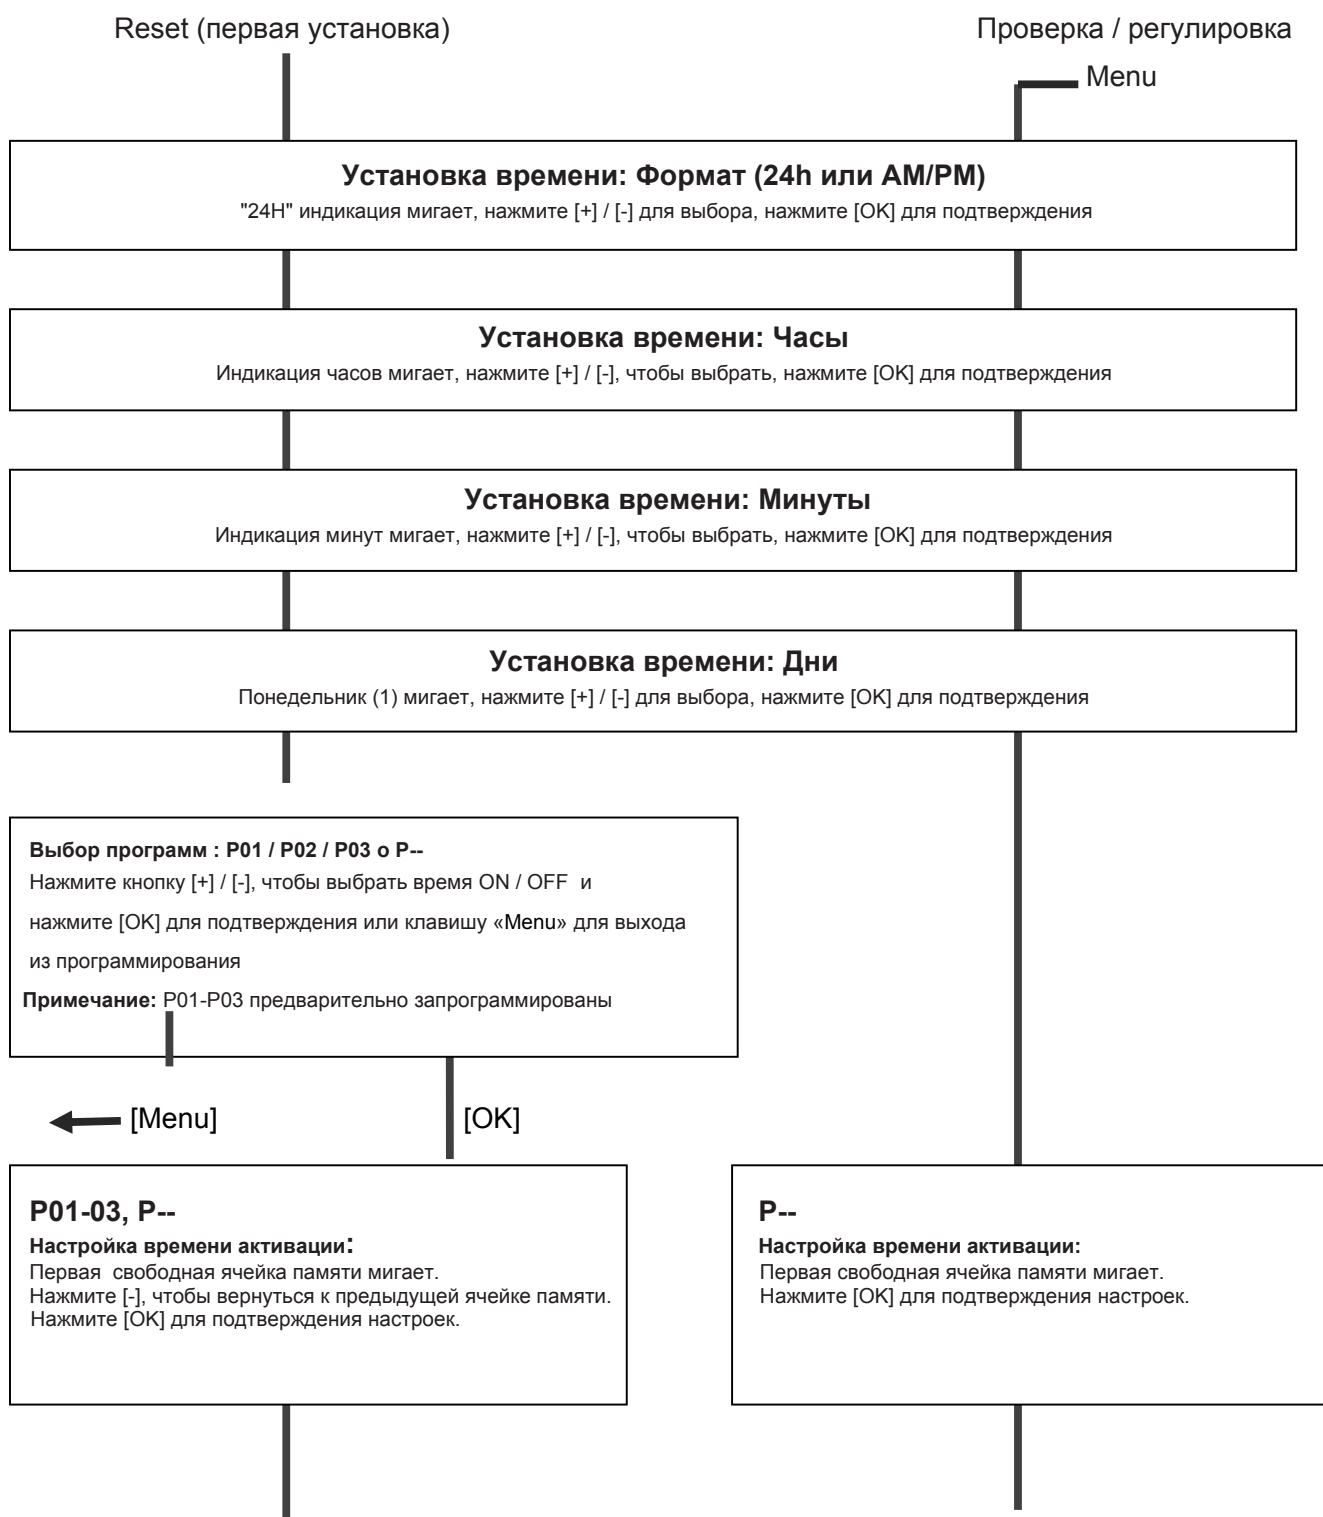 Reset (первая установка)
Проверка / регулировка
Menu
Установка времени: Формат (24h или AM/PM)
"24H" индикация мигает, нажмите [+] / [-] для выбора, нажмите [OK] для подтверждения
Установка времени: Часы
Индикация часов мигает, нажмите [+] / [-], чтобы выбрать, нажмите [OK] для подтверждения
Установка времени: Минуты
Индикация минут мигает, нажмите [+] / [-], чтобы выбрать, нажмите [OK] для подтверждения
Установка времени: Дни
Понедельник (1) мигает, нажмите [+] / [-] для выбора, нажмите [OK] для подтверждения
Выбор программ : P01 / P02 / P03 о P--
Нажмите кнопку [+] / [-], чтобы выбрать время ON / OFF и
нажмите [OK] для подтверждения или клавишу «Menu» для выхода
из программирования
Примечание: P01-P03 предварительно запрограммированы
[Menu]
[OK]
P01-03, P--
Настройка времени активации:
Первая свободная ячейка памяти мигает.
Нажмите [-], чтобы вернуться к предыдущей ячейке памяти.
Нажмите [OK] для подтверждения настроек.
P--
Настройка времени активации:
Первая свободная ячейка памяти мигает.
Нажмите [OK] для подтверждения настроек.